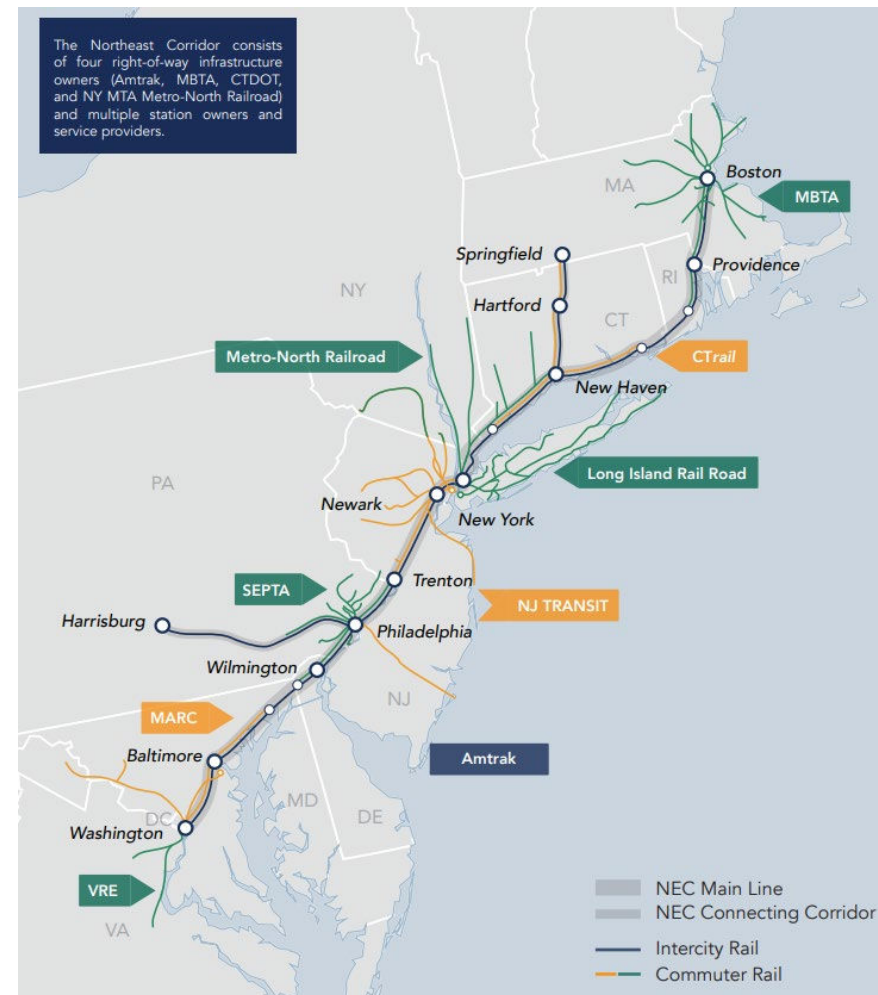 The Northeast Corridor consists
of four right-of-way infrastructure
owners (Amtrak, MBTA, CTDOT,
and NY MTA Metro-North Railroad)
and multiple station owners and
service providers.
Boston
MA
MBTA
Springfield
Providence
RI
NY
Hartford
CT
Metro-North Railroad
CTrail
New Haven
PA
Long Island Rail Road
Newark
New York
SEPTA
Trenton
NJ TRANSIT
Harrisburg
Philadelphia
Wilmington
NJ
MARC
Baltimore
Amtrak
MD
DE
DC
Washington
VRE
VA
NEC Main Line
NEC Connecting Corridor
Intercity Rail
Commuter Rail